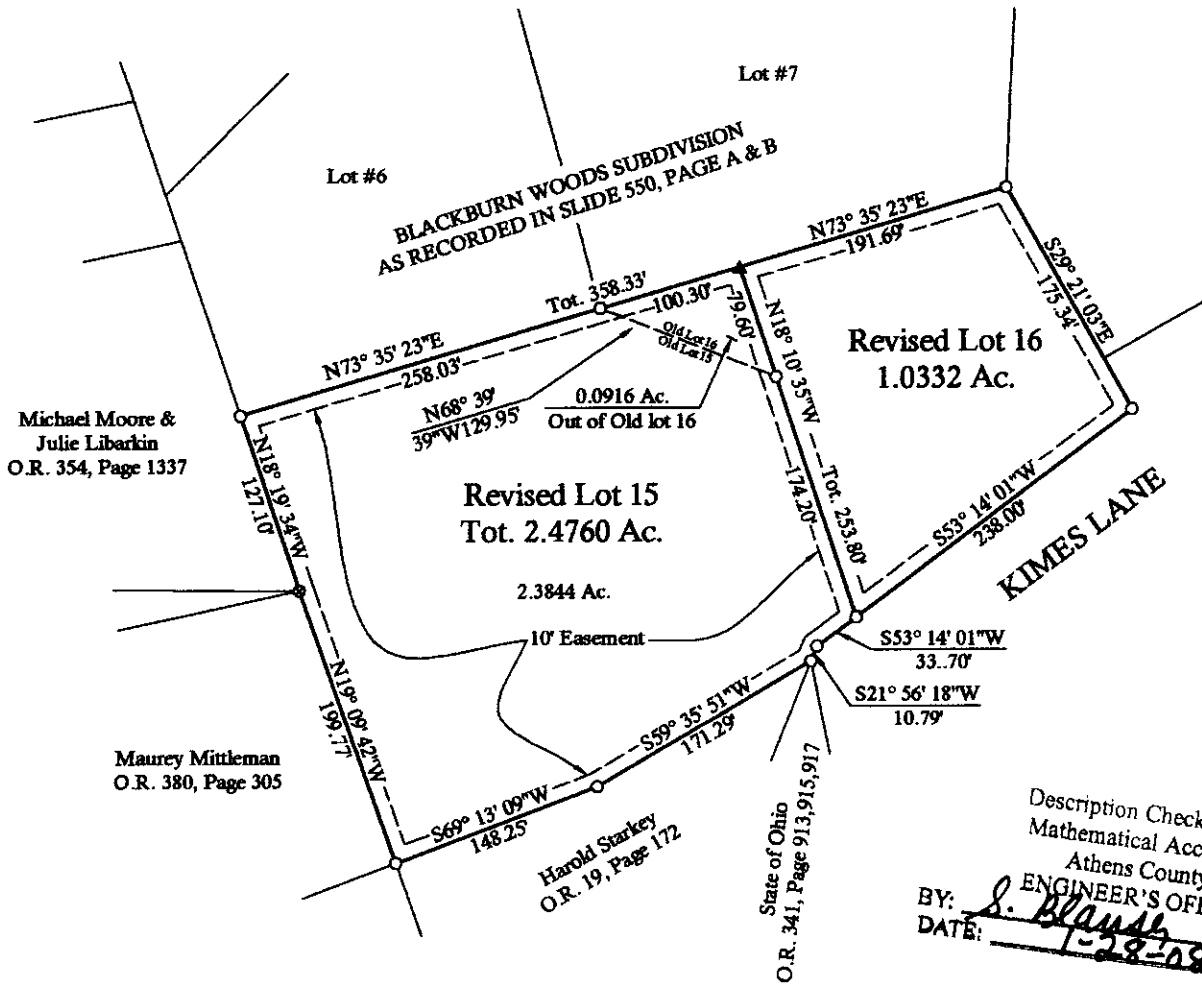 Lot #7
Lot #6
BLACKBURN WOODS SUBDIVISION
AS RECORDED IN SLIDE 550, PAGE A & B
N73° 35' 23"E
191.69'
S29° 21' 03"E
175.34'
Tot. 358.33'
100.30'
N73° 35' 23"E
258.03'
79.60'
N18° 10' 35"W
Tot. 253.80'
174.20'
Old Lot 16
Old Lot 15
Revised Lot 16
1.0332 Ac.
N68° 39'
39"W129.95'
0.0916 Ac.
Out of Old lot 16
Michael Moore &
Julie Libarkin
O.R. 354, Page 1337
N18° 19' 34"W
127.10'
Revised Lot 15
Tot. 2.4760 Ac.
S53° 14' 01"W
238.00'
KIMES LANE
2.3844 Ac.
10' Easement
S53° 14' 01"W
33..70'
S21° 56' 18"W
10.79'
N19° 09' 42"W
199.77'
S59° 35' 51"W
171.29'
Maurey Mittleman
O.R. 380, Page 305
S69° 13' 09"W
148.25'
Harold Starkey
O.R. 19, Page 172
State of Ohio
O.R. 341, Page 913,915,917
Description Check
Mathematical Acc
Athens County
ENGINEER'S OF
BY: S.
DATE: 1-28-08